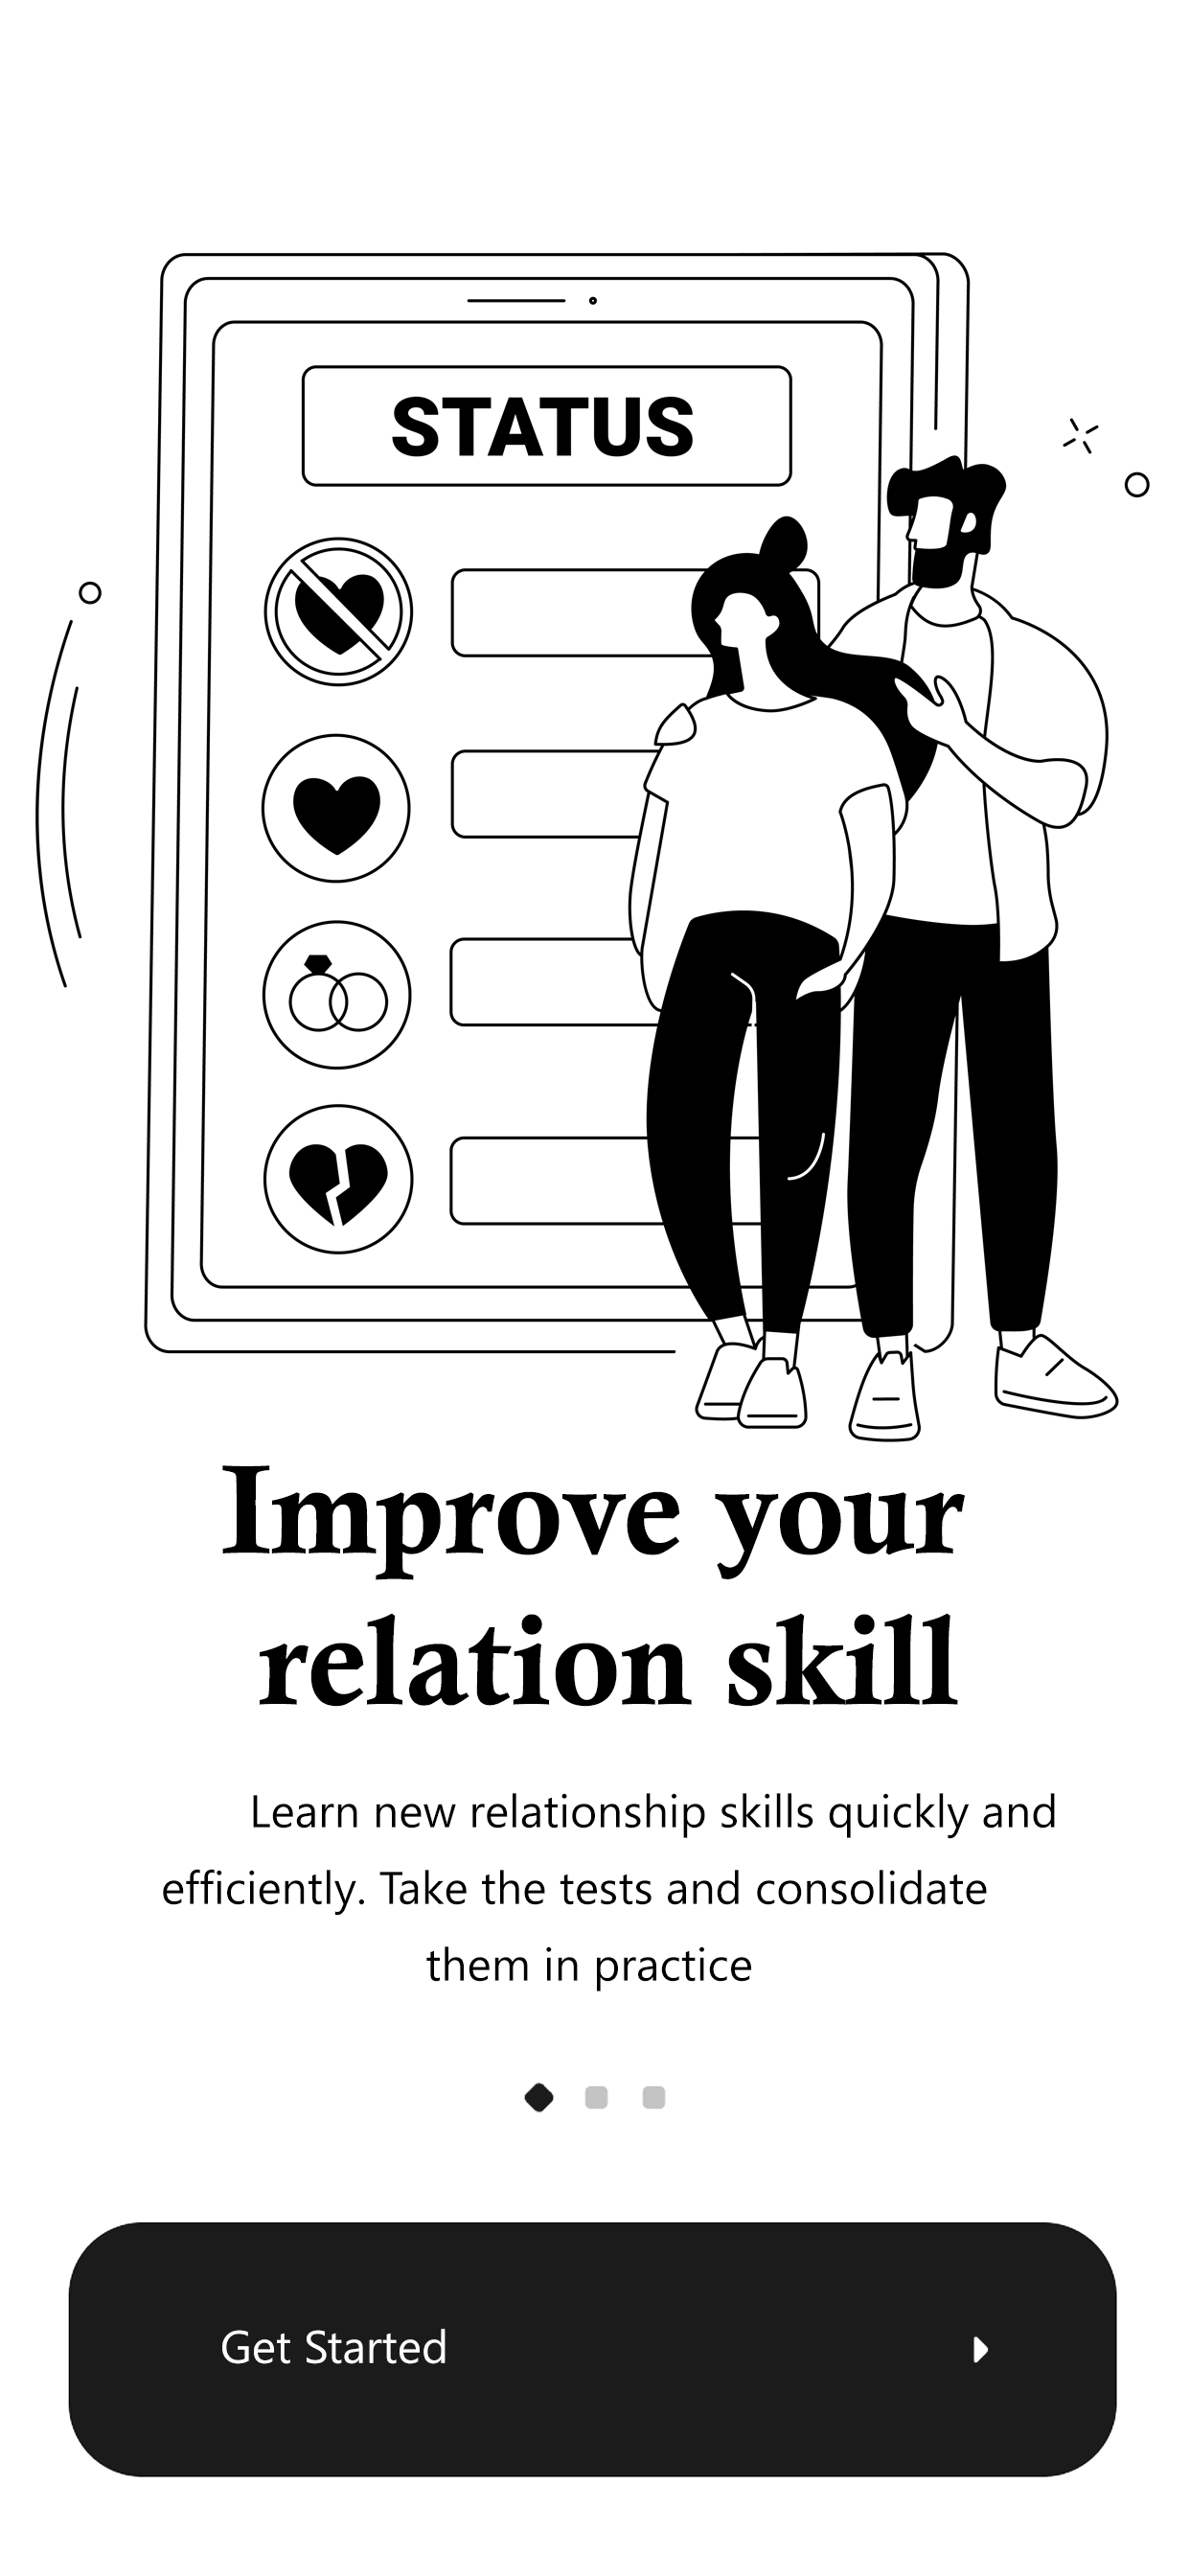 STATUS
Improve your
relation skill
Learn new relationship skills quickly and
efficiently. Take the tests and consolidate
them in practice
Get Started